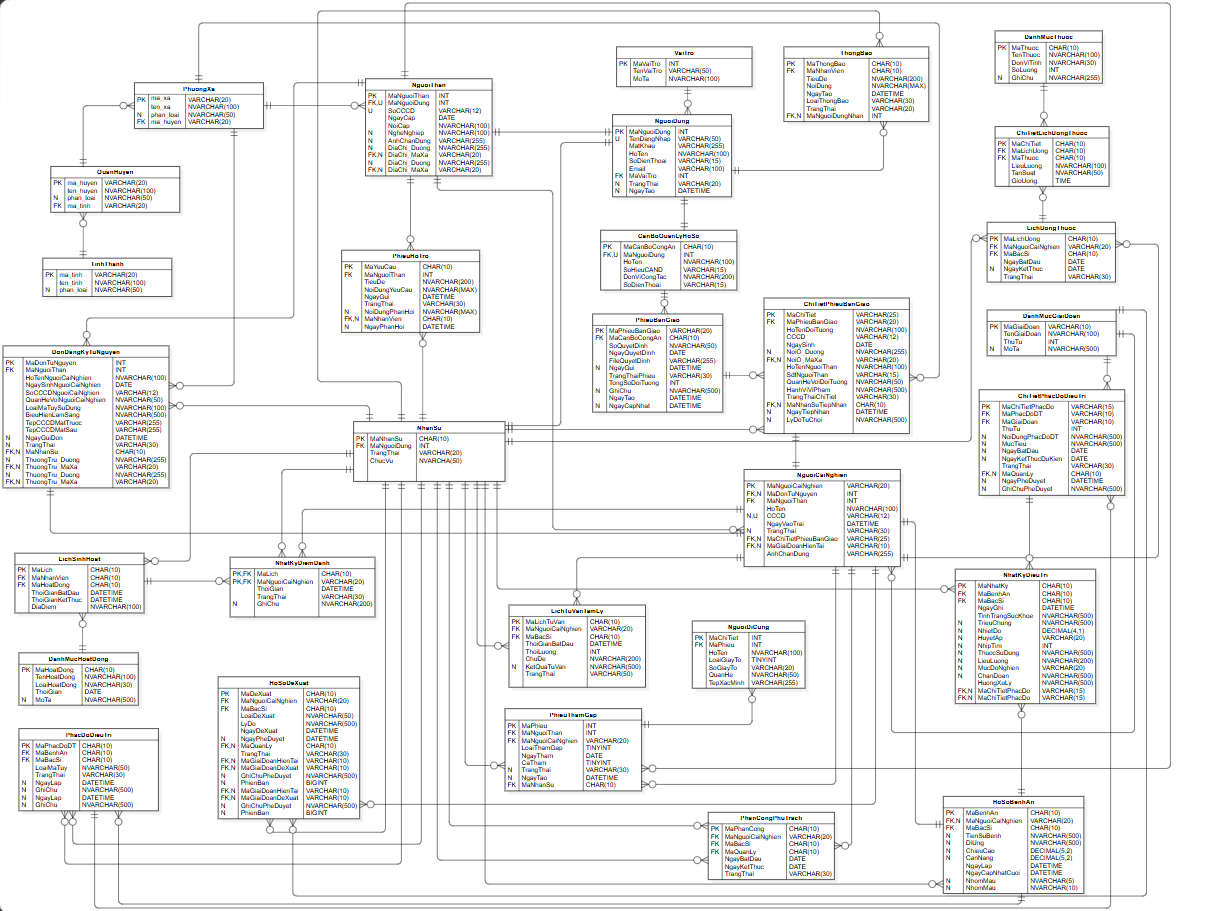 VaiTro
PK MaVaiTro INT
TenVaiTro NVARCHAR(50)
MoTa NVARCHAR(100)
ThongBao
PK MaThongBao CHAR(10)
FK MaNhanVien CHAR(10)
TieuDe NVARCHAR(200)
NoiDung NVARCHAR(MAX)
NgayTao DATETIME
LoaiThongBao VARCHAR(30)
TrangThai VARCHAR(20)
FK,N MaNguoiDungNhan INT
DanhMucThuoc
PK MaThuoc CHAR(10)
TenThuoc NVARCHAR(100)
DonViTinh NVARCHAR(30)
SoLuong INT
N GhiChu NVARCHAR(255)
PhuongXa
PK ma_xa VARCHAR(20)
ten_xa NVARCHAR(100)
N phan_loai NVARCHAR(50)
FK ma_huyen VARCHAR(20)
NguoiThan
PK MaNguoiThan INT
FK,U MaNguoiDung INT
U SoCCCD VARCHAR(12)
NgayCap DATE
NoiCap NVARCHAR(100)
N NgheNghiep NVARCHAR(100)
N AnhChanDung VARCHAR(255)
N DiaChi_Duong NVARCHAR(255)
FK,N DiaChi_MaXa VARCHAR(20)
N DiaChi_Duong NVARCHAR(255)
FK,N DiaChi_MaXa VARCHAR(20)
NguoiDung
PK MaNguoiDung INT
U TenDangNhap VARCHAR(50)
MatKhau VARCHAR(255)
HoTen NVARCHAR(100)
SoDienThoai VARCHAR(15)
Email VARCHAR(100)
FK MaVaiTro INT
N TrangThai VARCHAR(20)
N NgayTao DATETIME
ChiTietLichUongThuoc
PK MaChiTiet CHAR(10)
FK MaLichUong CHAR(10)
FK MaThuoc CHAR(10)
LieuLuong NVARCHAR(100)
TanSuat NVARCHAR(50)
GioUong TIME
QuanHuyen
PK ma_huyen VARCHAR(20)
ten_huyen NVARCHAR(100)
N phan_loai NVARCHAR(50)
FK ma_tinh VARCHAR(20)
TinhThanh
PK ma_tinh VARCHAR(20)
ten_tinh NVARCHAR(100)
N phan_loai NVARCHAR(50)
PhieuHoTro
PK MaYeuCau CHAR(10)
FK MaNguoiThan INT
TieuDe NVARCHAR(200)
NoiDungYeuCau NVARCHAR(MAX)
NgayGui DATETIME
TrangThai VARCHAR(30)
N NoiDungPhanHoi NVARCHAR(MAX)
FK,N MaNhanVien CHAR(10)
N NgayPhanHoi DATETIME
CanBoQuanLyHoSo
PK MaCanBoCongAn CHAR(10)
FK,U MaNguoiDung INT
HoTen NVARCHAR(100)
SoHieuCAND VARCHAR(15)
DonViCongTac NVARCHAR(200)
SoDienThoai VARCHAR(15)
LichUongThuoc
PK MaLichUong CHAR(10)
FK MaNguoiCaiNghien VARCHAR(20)
FK MaBacSi CHAR(10)
NgayBatDau DATE
N NgayKetThuc DATE
TrangThai VARCHAR(30)
PhieuBanGiao
PK MaPhieuBanGiao VARCHAR(20)
FK MaCanBoCongAn CHAR(10)
SoQuyetDinh NVARCHAR(50)
NgayQuyetDinh DATE
FileQuyetDinh VARCHAR(255)
N NgayGui DATETIME
TrangThaiPhieu VARCHAR(30)
TongSoDoiTuong INT
N GhiChu NVARCHAR(500)
NgayTao DATETIME
N NgayCapNhat DATETIME
ChiTietPhieuBanGiao
PK MaChiTiet VARCHAR(25)
FK MaPhieuBanGiao VARCHAR(20)
HoTenDoiTuong NVARCHAR(100)
CCCD VARCHAR(12)
NgaySinh DATE
N NoiO_Duong NVARCHAR(255)
FK,N NoiO_MaXa VARCHAR(20)
HoTenNguoiThan NVARCHAR(100)
SdtNguoiThan VARCHAR(15)
QuanHeVoiDoiTuong NVARCHAR(50)
HanhViViPham NVARCHAR(500)
TrangThaiChiTiet VARCHAR(30)
FK,N MaNhanSuTiepNhan CHAR(10)
N NgayTiepNhan DATETIME
N LyDoTuChoi NVARCHAR(500)
DanhMucGiaiDoan
PK MaGiaiDoan VARCHAR(10)
TenGiaiDoan NVARCHAR(100)
ThuTu INT
N MoTa NVARCHAR(500)
DonDangKyTuNguyen
PK MaDonTuNguyen INT
FK MaNguoiThan INT
HoTenNguoiCaiNghien NVARCHAR(100)
NgaySinhNguoiCaiNghien DATE
SoCCCDNguoiCaiNghien VARCHAR(12)
QuanHeVoiNguoiCaiNghien NVARCHAR(50)
LoaiMaTuySuDung NVARCHAR(100)
BieuHienLamSang NVARCHAR(500)
TepCCCDMatTruoc VARCHAR(255)
TepCCCDMatSau VARCHAR(255)
N NgayGuiDon DATETIME
N TrangThai VARCHAR(30)
FK,N MaNhanSu CHAR(10)
N ThuongTru_Duong NVARCHAR(255)
FK,N ThuongTru_MaXa VARCHAR(20)
N ThuongTru_Duong NVARCHAR(255)
FK,N ThuongTru_MaXa VARCHAR(20)
ChiTietPhacDoDieuTri
PK MaChiTietPhacDo VARCHAR(15)
FK MaPhacDoDT VARCHAR(10)
FK MaGiaiDoan VARCHAR(10)
ThuTu INT
N NoiDungPhacDoDT NVARCHAR(500)
N MucTieu NVARCHAR(500)
N NgayBatDau DATE
N NgayKetThucDuKien DATE
TrangThai VARCHAR(30)
FK,N MaQuanLy CHAR(10)
N NgayPheDuyet DATETIME
N GhiChuPheDuyet NVARCHAR(500)
NhanSu
PK MaNhanSu CHAR(10)
FK MaNguoiDung INT
TrangThai VARCHAR(20)
ChucVu NVARCHA(50)
NguoiCaiNghien
PK MaNguoiCaiNghien VARCHAR(20)
FK,N MaDonTuNguyen INT
FK MaNguoiThan INT
HoTen NVARCHAR(100)
N,U CCCD VARCHAR(12)
NgayVaoTrai DATETIME
N TrangThai VARCHAR(30)
FK,N MaChiTietPhieuBanGiao VARCHAR(25)
FK,N MaGiaiDoanHienTai VARCHAR(10)
AnhChanDung VARCHAR(255)
LichSinhHoat
PK MaLich CHAR(10)
FK MaNhanVien CHAR(10)
FK MaHoatDong CHAR(10)
ThoiGianBatDau DATETIME
ThoiGianKetThuc DATETIME
DiaDiem NVARCHAR(100)
NhatKyDiemDanh
PK,FK MaLich CHAR(10)
PK,FK MaNguoiCaiNghien VARCHAR(20)
ThoiGian DATETIME
TrangThai VARCHAR(30)
N GhiChu NVARCHAR(200)
NhatKyDieuTri
PK MaNhatKy CHAR(10)
FK MaBenhAn CHAR(10)
FK MaBacSi CHAR(10)
NgayGhi DATETIME
TinhTrangSucKhoe NVARCHAR(500)
N TrieuChung NVARCHAR(500)
N NhietDo DECIMAL(4,1)
N HuyetAp VARCHAR(20)
N NhipTim INT
N ThuocSuDung NVARCHAR(500)
N LieuLuong NVARCHAR(200)
N MucDoNghien VARCHAR(20)
N ChanDoan NVARCHAR(500)
HuongXuLy NVARCHAR(500)
FK,N MaChiTietPhacDo VARCHAR(15)
FK,N MaChiTietPhacDo VARCHAR(15)
LichTuVanTamLy
PK MaLichTuVan CHAR(10)
FK MaNguoiCaiNghien VARCHAR(20)
FK MaBacSi CHAR(10)
ThoiGianBatDau DATETIME
ThoiLuong INT
ChuDe NVARCHAR(200)
N KetQuaTuVan NVARCHAR(500)
TrangThai VARCHAR(50)
NguoiDiCung
PK MaChiTiet INT
FK MaPhieu INT
HoTen NVARCHAR(100)
LoaiGiayTo TINYINT
SoGiayTo VARCHAR(20)
QuanHe NVARCHAR(50)
TepXacMinh VARCHAR(255)
DanhMucHoatDong
PK MaHoatDong CHAR(10)
TenHoatDong NVARCHAR(100)
LoaiHoatDong NVARCHAR(30)
ThoiGian DATE
N MoTa NVARCHAR(500)
HoSoDeXuat
PK MaDeXuat CHAR(10)
FK MaNguoiCaiNghien VARCHAR(20)
FK MaBacSi CHAR(10)
LoaiDeXuat NVARCHAR(50)
LyDo NVARCHAR(500)
NgayDeXuat DATETIME
N NgayPheDuyet DATETIME
FK,N MaQuanLy CHAR(10)
TrangThai VARCHAR(30)
FK,N MaGiaiDoanHienTai VARCHAR(10)
FK,N MaGiaiDoanDeXuat VARCHAR(10)
N GhiChuPheDuyet NVARCHAR(500)
N PhienBan BIGINT
FK,N MaGiaiDoanHienTai VARCHAR(10)
FK,N MaGiaiDoanDeXuat VARCHAR(10)
N GhiChuPheDuyet NVARCHAR(500)
N PhienBan BIGINT
PhieuThamGap
PK MaPhieu INT
FK MaNguoiThan INT
FK MaNguoiCaiNghien VARCHAR(20)
LoaiThamGap TINYINT
NgayTham DATE
CaTham TINYINT
N TrangThai VARCHAR(30)
N NgayTao DATETIME
FK MaNhanSu CHAR(10)
PhacDoDieuTri
PK MaPhacDoDT CHAR(10)
FK MaBenhAn CHAR(10)
FK MaBacSi CHAR(10)
LoaiMaTuy NVARCHAR(50)
TrangThai VARCHAR(30)
N NgayLap DATETIME
N GhiChu NVARCHAR(500)
N NgayLap DATETIME
N GhiChu NVARCHAR(500)
PhanCongPhuTrach
PK MaPhanCong CHAR(10)
FK MaNguoiCaiNghien VARCHAR(20)
FK MaBacSi CHAR(10)
FK MaQuanLy CHAR(10)
NgayBatDau DATE
NgayKetThuc DATE
TrangThai VARCHAR(30)
HoSoBenhAn
PK MaBenhAn CHAR(10)
FK,N MaNguoiCaiNghien VARCHAR(20)
FK MaBacSi CHAR(10)
N TienSuBenh NVARCHAR(500)
N DiUng NVARCHAR(500)
N ChieuCao DECIMAL(5,2)
N CanNang DECIMAL(5,2)
NgayLap DATETIME
NgayCapNhatCuoi DATETIME
N NhomMau NVARCHAR(5)
N NhomMau NVARCHAR(10)